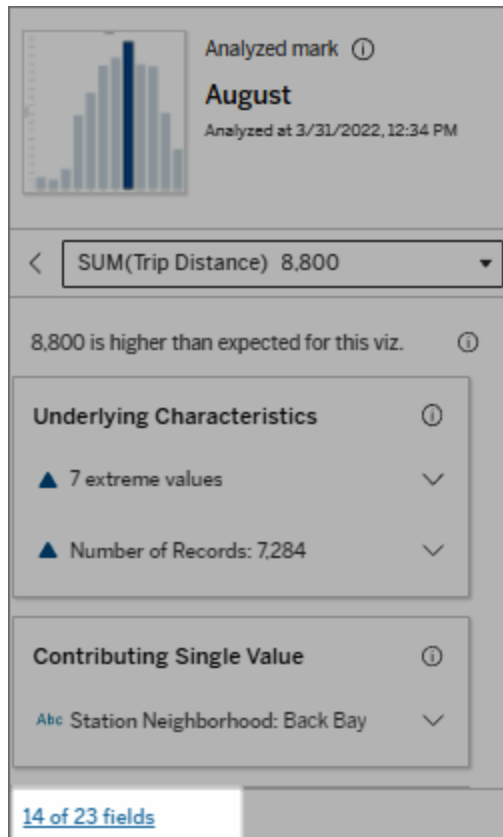 Analyzed mark
August
Analyzed at 3/31/2022, 12:34 PM
SUM(Trip Distance) 8,800
8,800 is higher than expected for this viz.
Underlying Characteristics
7 extreme values
Number of Records: 7,284
Contributing Single Value
Abc Station Neighborhood: Back Bay
14 of 23 fields